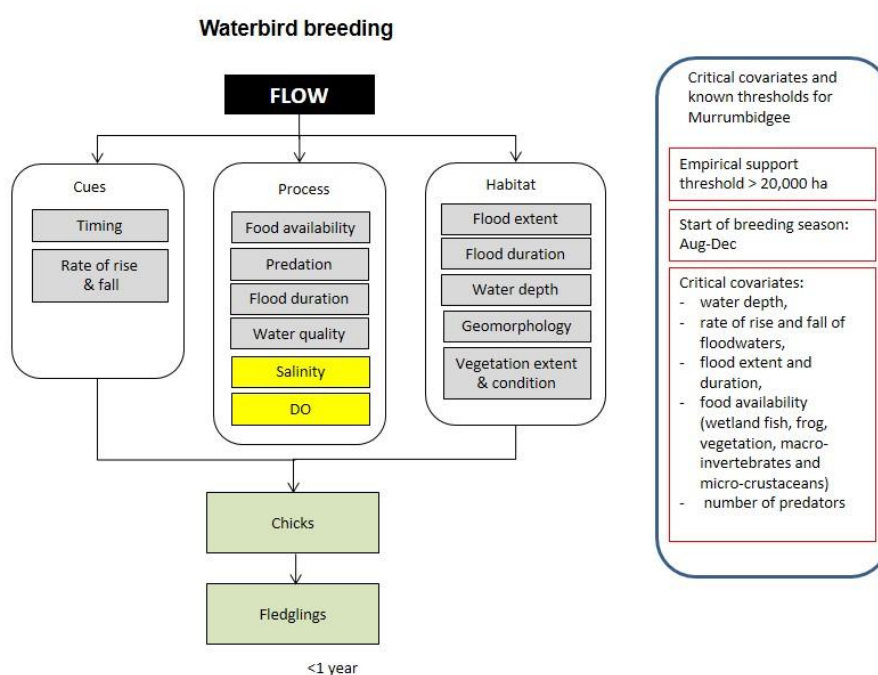 Waterbird breeding
FLOW
Cues
Timing
Rate of rise
& fall
Process
Food availability
Predation
Flood duration
Water quality
Salinity
DO
Habitat
Flood extent
Flood duration
Water depth
Geomorphology
Vegetation extent
& condition
Chicks
Fledglings
<1 year
Critical covariates and
known thresholds for
Murrumbidgee
Empirical support
threshold > 20,000 ha
Start of breeding season:
Aug-Dec
Critical covariates:
- water depth,
- rate of rise and fall of
floodwaters,
- flood extent and
duration,
- food availability
(wetland fish, frog,
vegetation, macro-
invertebrates and
micro-crustaceans)
- number of predators